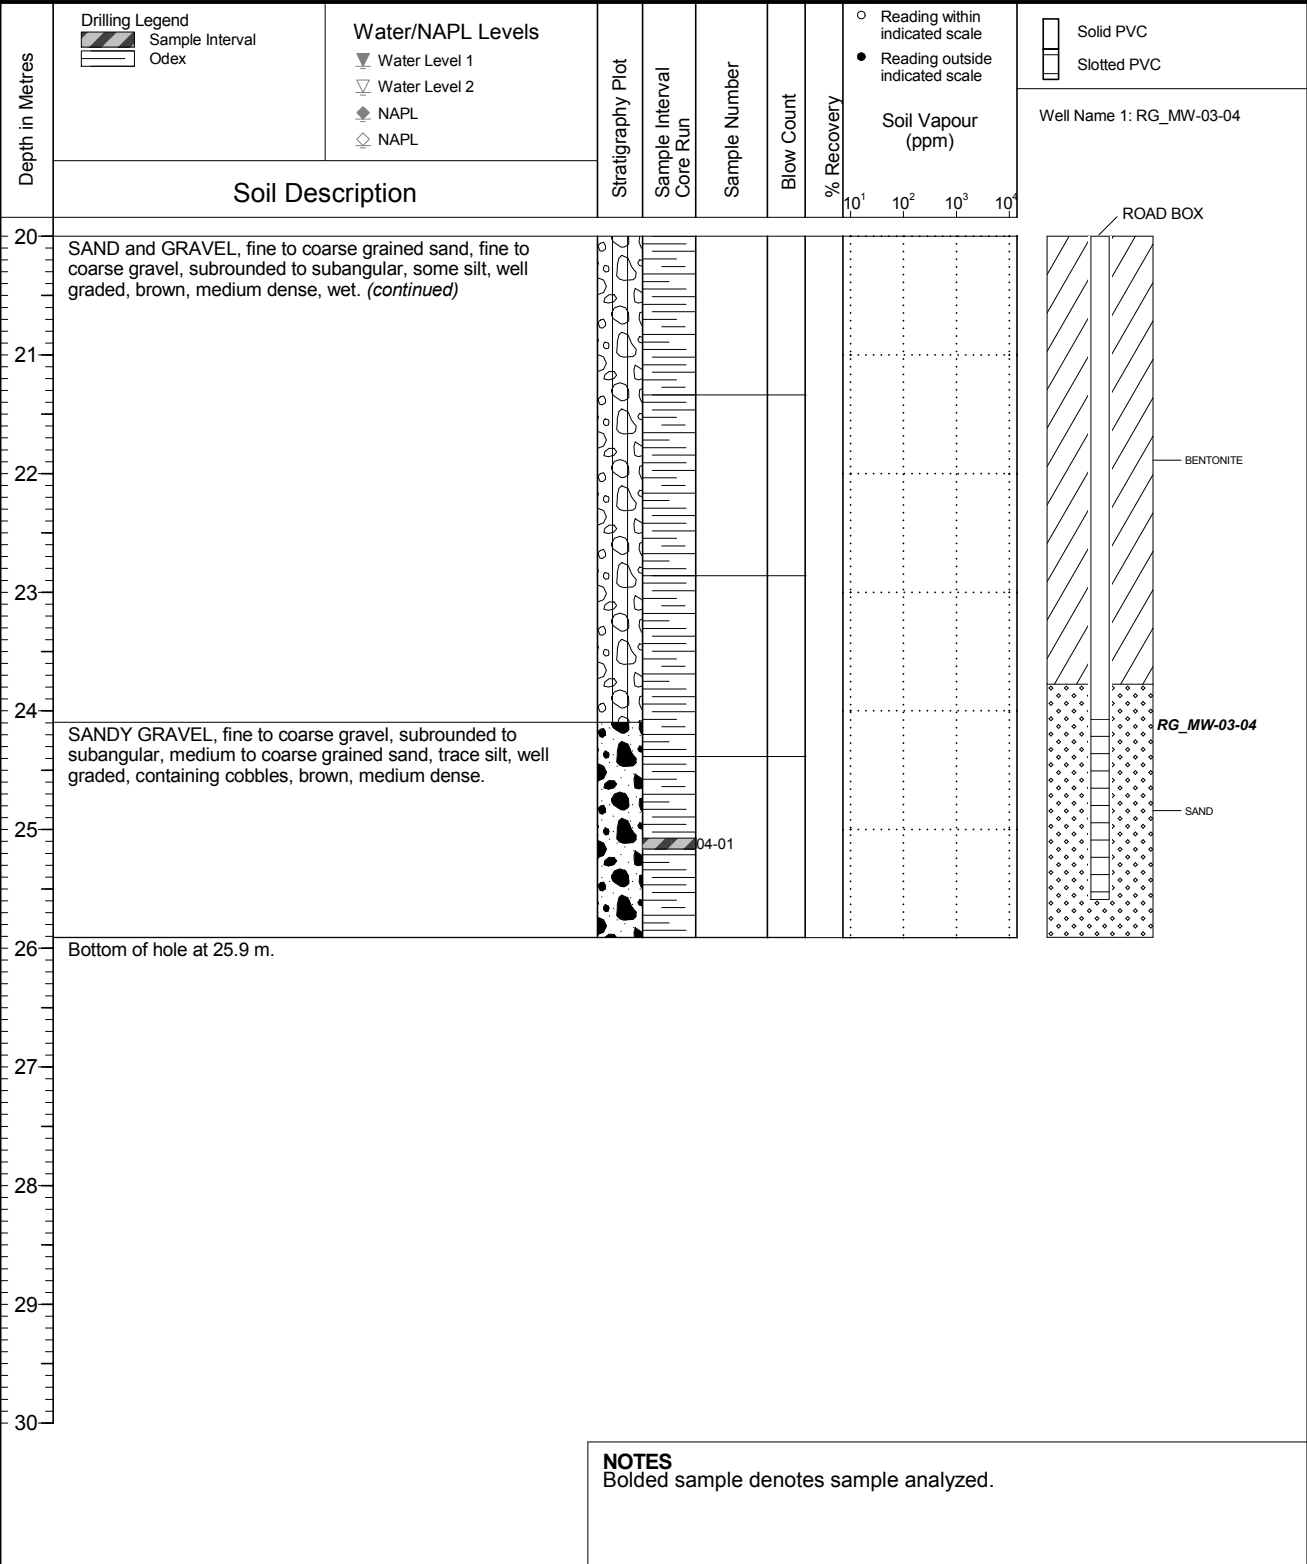 Depth in Metres
Drilling Legend
Sample Interval
Odex
Water/NAPL Levels
Water Level 1
Water Level 2
NAPL
NAPL
Soil Description
Stratigraphy Plot
Sample Interval
Core Run
Sample Number
Blow Count
% Recovery
Reading within
indicated scale
Reading outside
indicated scale
Soil Vapour
(ppm)
10¹ 10² 10³ 10⁴
Solid PVC
Slotted PVC
Well Name 1: RG_MW-03-04
ROAD BOX
20
SAND and GRAVEL, fine to coarse grained sand, fine to
coarse gravel, subrounded to subangular, some silt, well
graded, brown, medium dense, wet. (continued)
21
22
BENTONITE
23
24
RG_MW-03-04
SANDY GRAVEL, fine to coarse gravel, subrounded to
subangular, medium to coarse grained sand, trace silt, well
graded, containing cobbles, brown, medium dense.
SAND
25
04-01
26
Bottom of hole at 25.9 m.
27
28
29
30
NOTES
Bolded sample denotes sample analyzed.